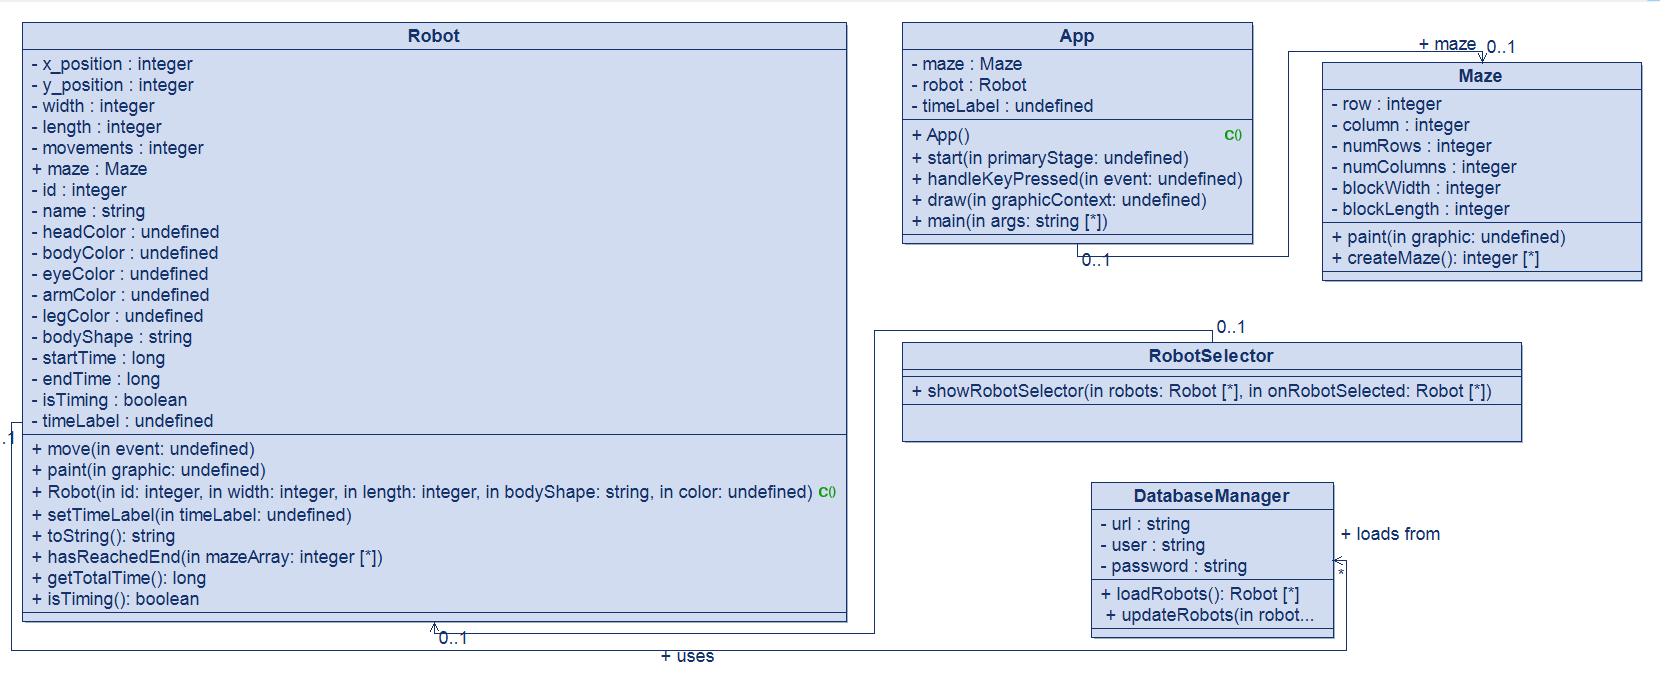 Robot
- x_position : integer
- y_position : integer
- width : integer
- length : integer
- movements : integer
+ maze : Maze
- id : integer
- name : string
- headColor : undefined
- bodyColor : undefined
- eyeColor : undefined
- armColor : undefined
- legColor : undefined
- bodyShape : string
- startTime : long
- endTime : long
- isTiming : boolean
- timeLabel : undefined
.1
+ move(in event: undefined)
+ paint(in graphic: undefined)
+ Robot(in id: integer, in width: integer, in length: integer, in bodyShape: string, in color: undefined) C()
+ setTimeLabel(in timeLabel: undefined)
+ toString(): string
+ hasReachedEnd(in mazeArray: integer [*])
+ getTotalTime(): long
+ isTiming(): boolean
0..1
+ uses
App
- maze : Maze
- robot : Robot
- timeLabel : undefined
+ App() C()
+ start(in primaryStage: undefined)
+ handleKeyPressed(in event: undefined)
+ draw(in graphicContext: undefined)
+ main(in args: string [*])
0..1
+ maze 0..1
Maze
- row : integer
- column : integer
- numRows : integer
- numColumns : integer
- blockWidth : integer
- blockLength : integer
+ paint(in graphic: undefined)
+ createMaze(): integer [*]
0..1
RobotSelector
+ showRobotSelector(in robots: Robot [*], in onRobotSelected: Robot [*])
DatabaseManager
- url : string
- user : string
- password : string
+ loadRobots(): Robot [*]
+ updateRobots(in robot...
+ loads from
*